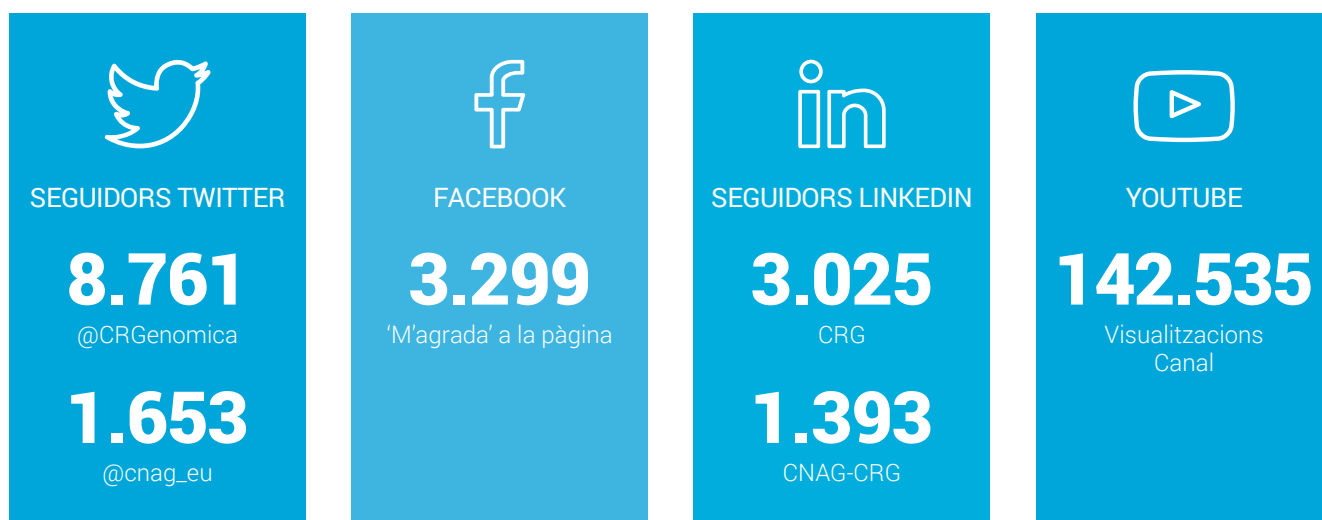 SEGUIDORS TWITTER
8.761
@CRGenomica
1.653
@cnag_eu
FACEBOOK
3.299
‘M’agrada’ a la pàgina
SEGUIDORS LINKEDIN
3.025
CRG
1.393
CNAG-CRG
YOUTUBE
142.535
Visualitzacions
Canal